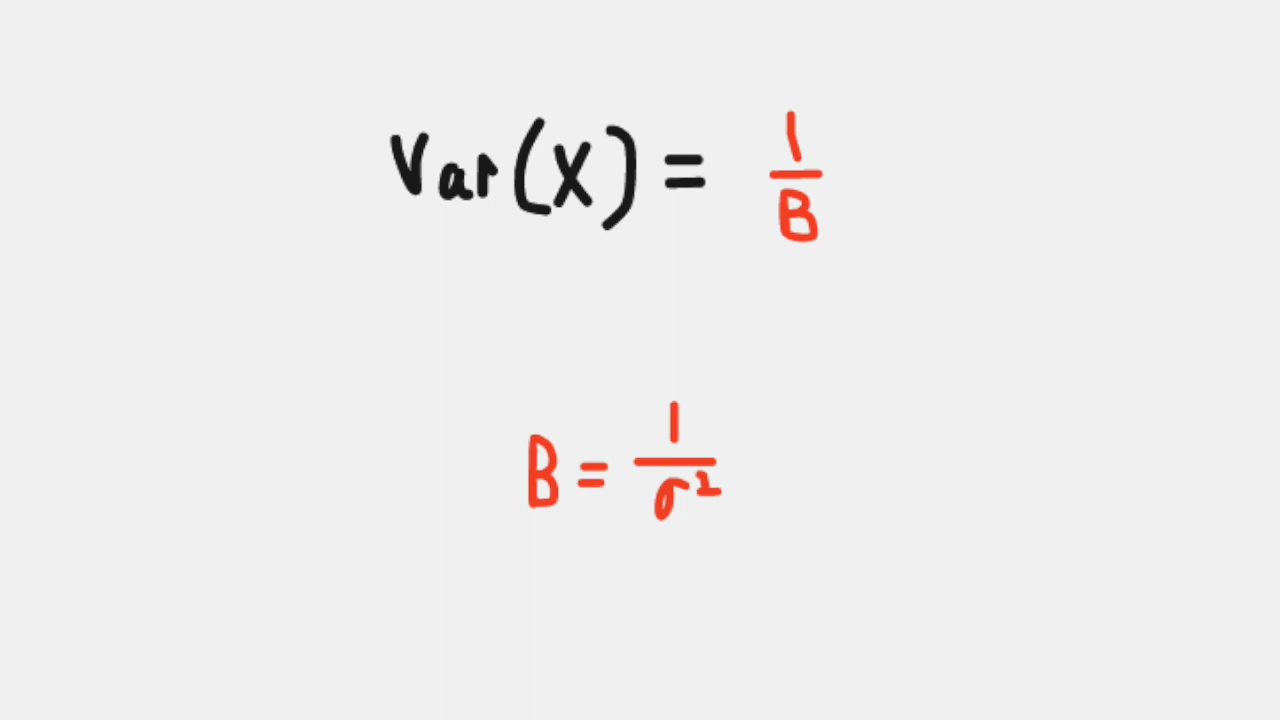 Var(X) = 1/B
B = 1/σ²